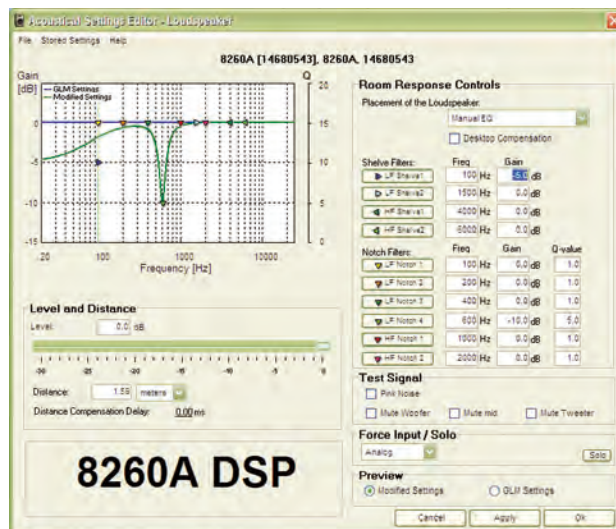 Acoustical Settings Editor - Loudspeaker
File Stored Settings Help
8260A [14680543], 8260A, 14680543
Gain [dB] Q
GLM Settings
Modified Settings
5 20
0 15
-5 10
-10 5
-15 0
20 100 1000 10000
Frequency [Hz]
Level and Distance
Level: 0.0 dB
-30 -25 -20 -15 -10 -5 0
Distance: 1.59 meters
Distance Compensation Delay: 0.00 ms
8260A DSP
Room Response Controls
Placement of the Loudspeaker:
Manual EQ
Desktop Compensation
Shelve Filters: Freq Gain
LF Shelve1 100 Hz -5.0 dB
LF Shelve2 1500 Hz 0.0 dB
HF Shelve1 4000 Hz 0.0 dB
HF Shelve2 6000 Hz 0.0 dB
Notch Filters: Freq Gain Q-value
LF Notch 1 100 Hz 0.0 dB 1.0
LF Notch 2 200 Hz 0.0 dB 1.0
LF Notch 3 400 Hz 0.0 dB 1.0
LF Notch 4 600 Hz -10.0 dB 5.0
HF Notch 1 1000 Hz 0.0 dB 1.0
HF Notch 2 2000 Hz 0.0 dB 1.0
Test Signal
Pink Noise
Mute Woofer Mute mid Mute Tweeter
Force Input / Solo
Analog Solo
Preview
Modified Settings GLM Settings
Cancel Apply Ok